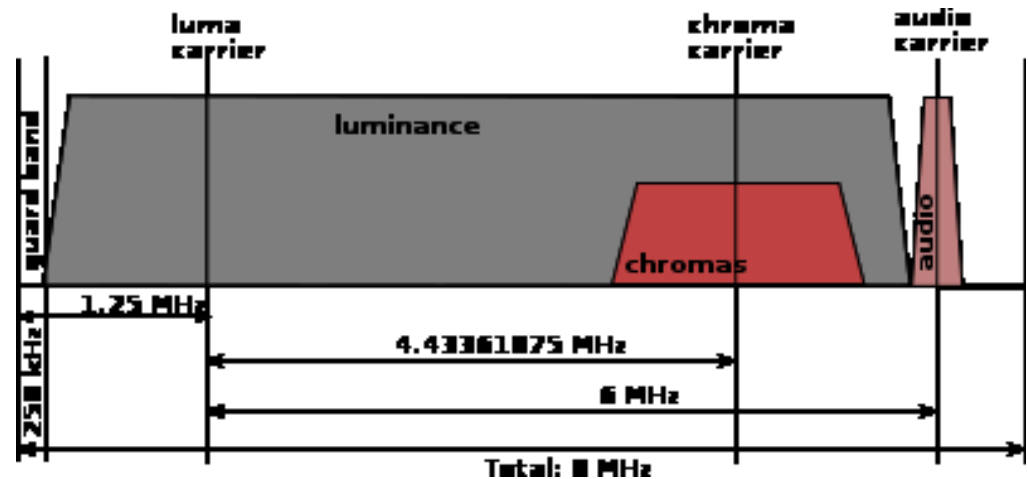 luma
carrier
chroma
carrier
audio
carrier
luminance
guard band
audio
chromas
1.25 MHz
250 kHz
4.43361875 MHz
6 MHz
Total: 8 MHz